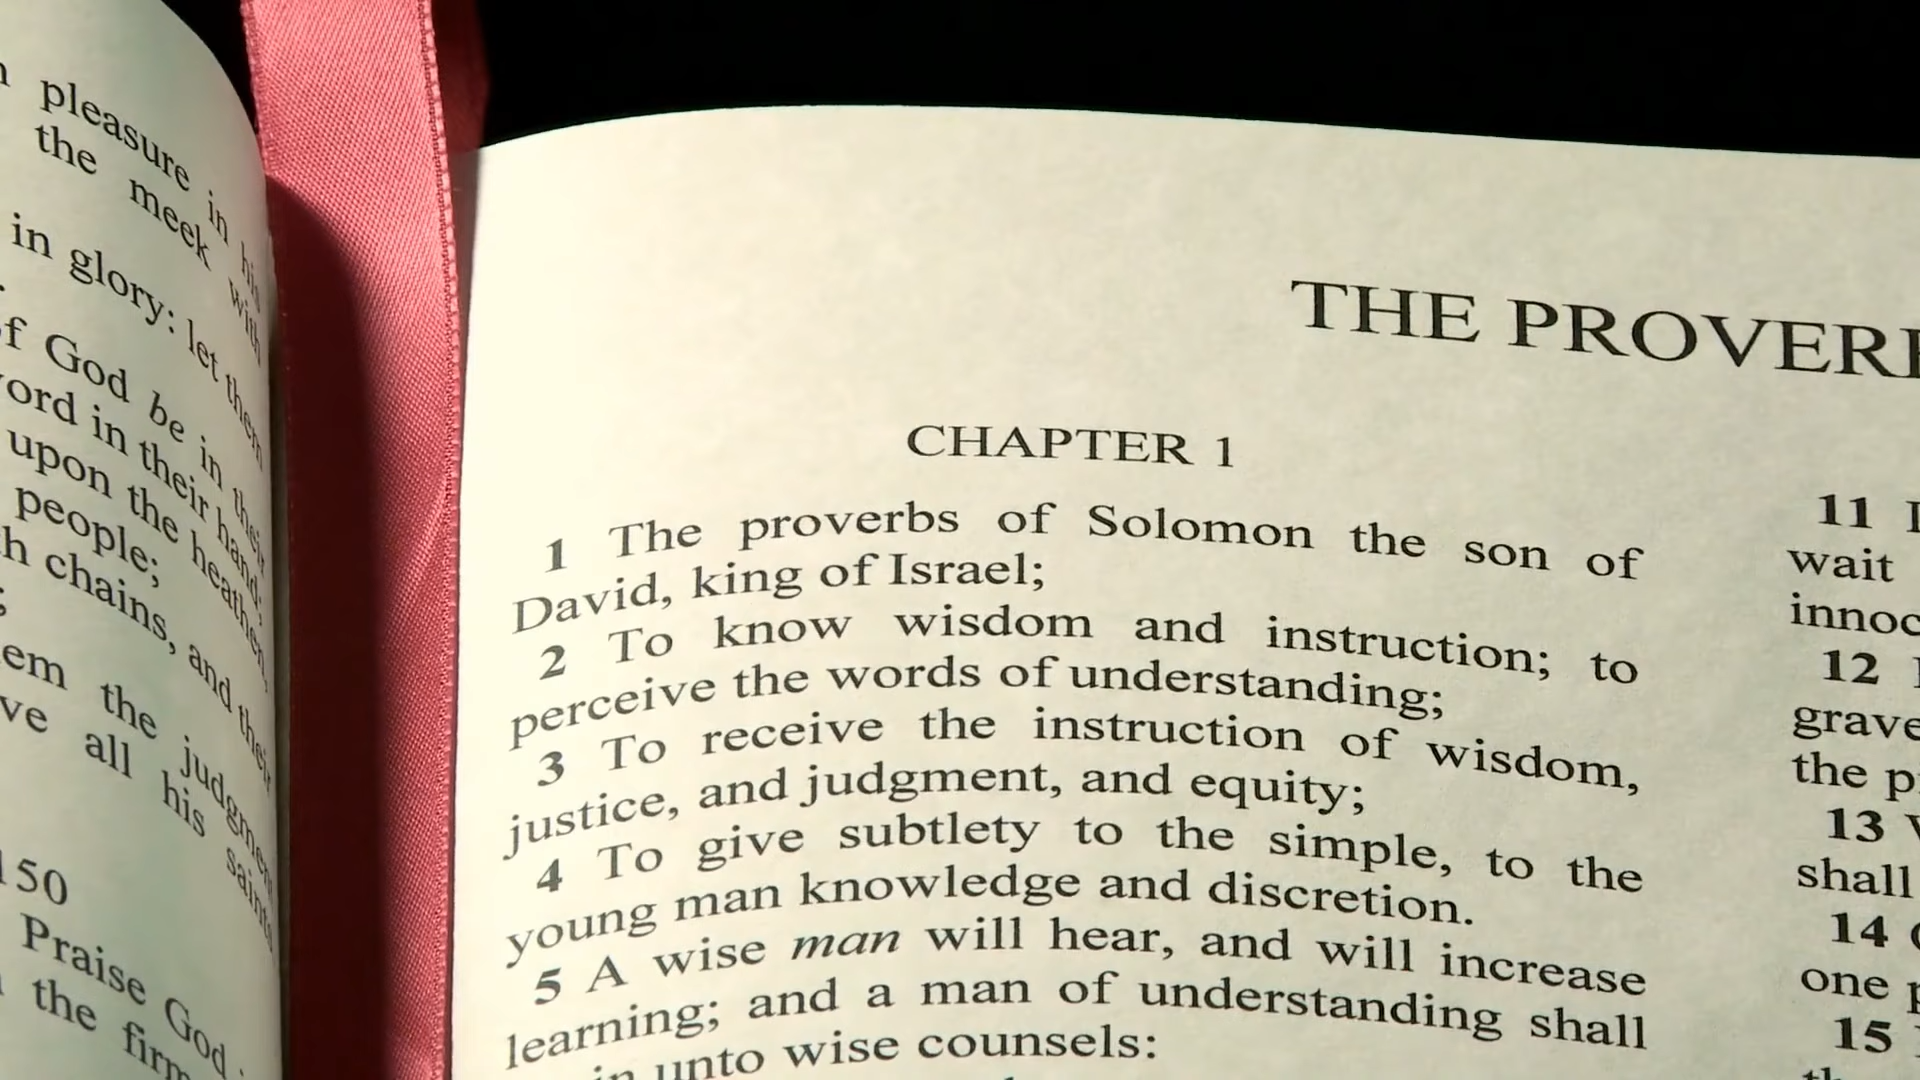 pleasure in his
the meek with
in glory: let them
of God be in their
word in their hand;
upon the heathen,
people;
chains, and their
the judgment
all his saints
150
Praise God
the
THE
CHAPTER 1
1 The proverbs of Solomon the son of
David, king of Israel;
2 To know wisdom and instruction; to
perceive the words of understanding;
3 To receive the instruction of wisdom,
justice, and judgment, and equity;
4 To give subtlety to the simple, to the
young man knowledge and discretion.
5 A wise man will hear, and will increase
learning; and a man of understanding shall
unto wise counsels:
11
wait
12
grave
the
13
shall
14
one
15